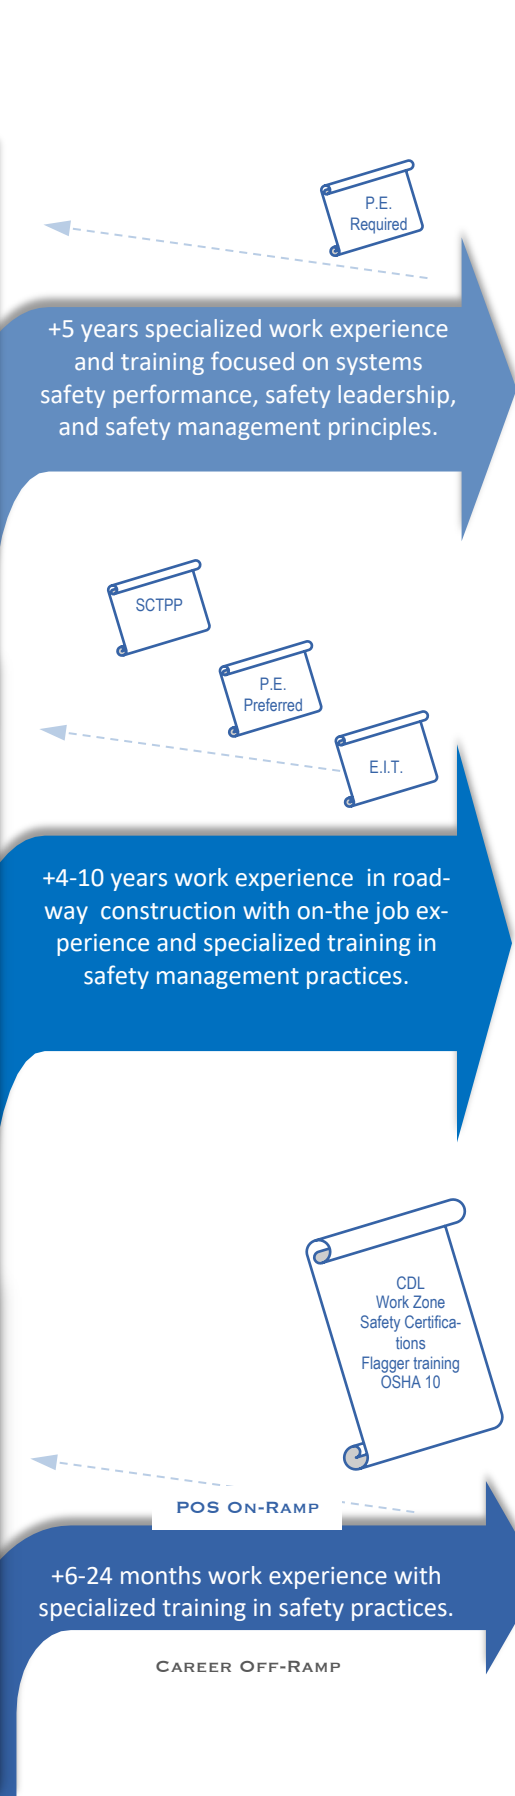 P.E.
Required
+5 years specialized work experience
and training focused on systems
safety performance, safety leadership,
and safety management principles.
SCTPP
P.E.
Preferred
E.I.T.
+4-10 years work experience  in road-
way  construction with on-the job ex-
perience and specialized training in
safety management practices.
CDL
Work Zone
Safety Certifica-
tions
Flagger training
OSHA 10
POS On-Ramp
+6-24 months work experience with
specialized training in safety practices.
Career Off-Ramp